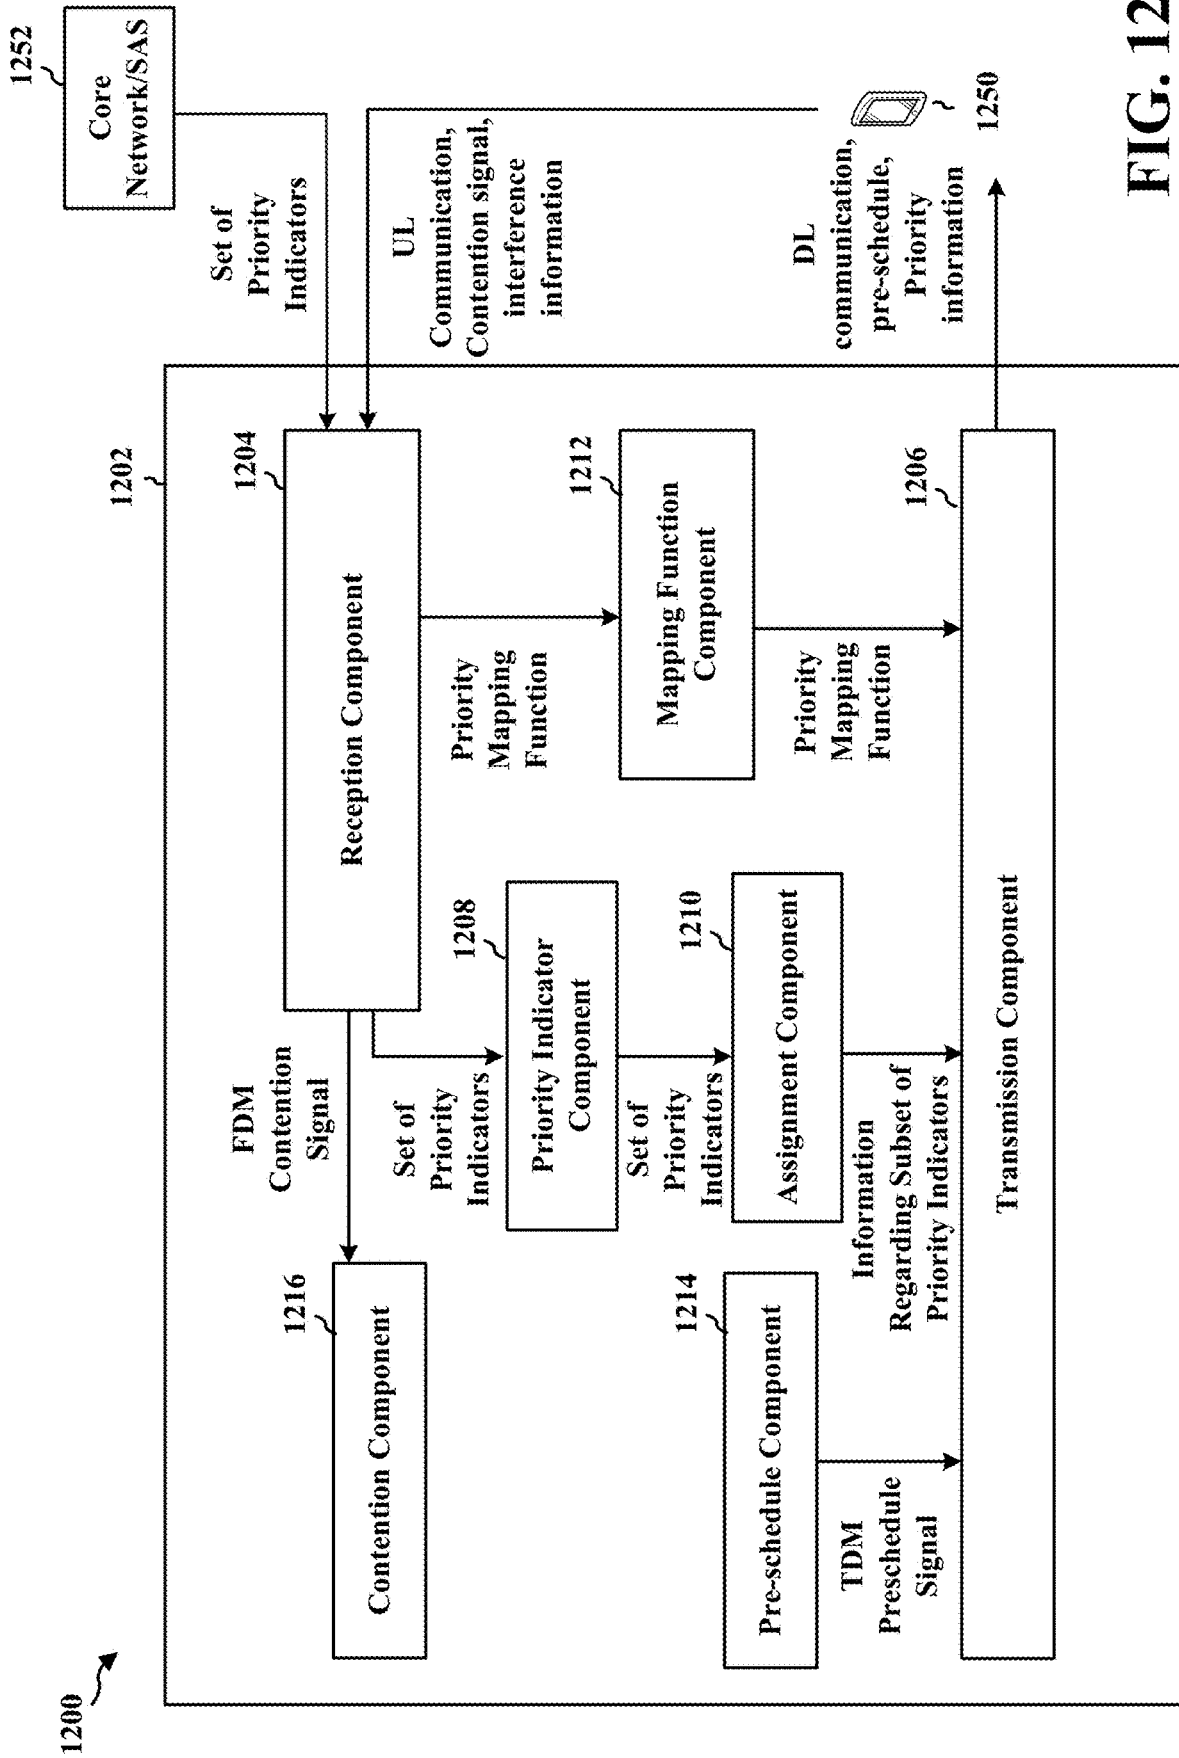 1200
1202
1252
Core
Network/SAS
Set of
Priority
Indicators
UL
Communication,
Contention signal,
interference
information
DL
communication,
pre-schedule,
Priority
information
1250
1204
Reception Component
FDM
Contention
Signal
1216
Contention Component
Set of
Priority
Indicators
1208
Priority Indicator
Component
Set of
Priority
Indicators
1210
Assignment Component
Information
Regarding Subset of
Priority Indicators
Priority
Mapping
Function
1212
Mapping Function
Component
Priority
Mapping
Function
1214
Pre-schedule Component
TDM
Preschedule
Signal
1206
Transmission Component
FIG. 12